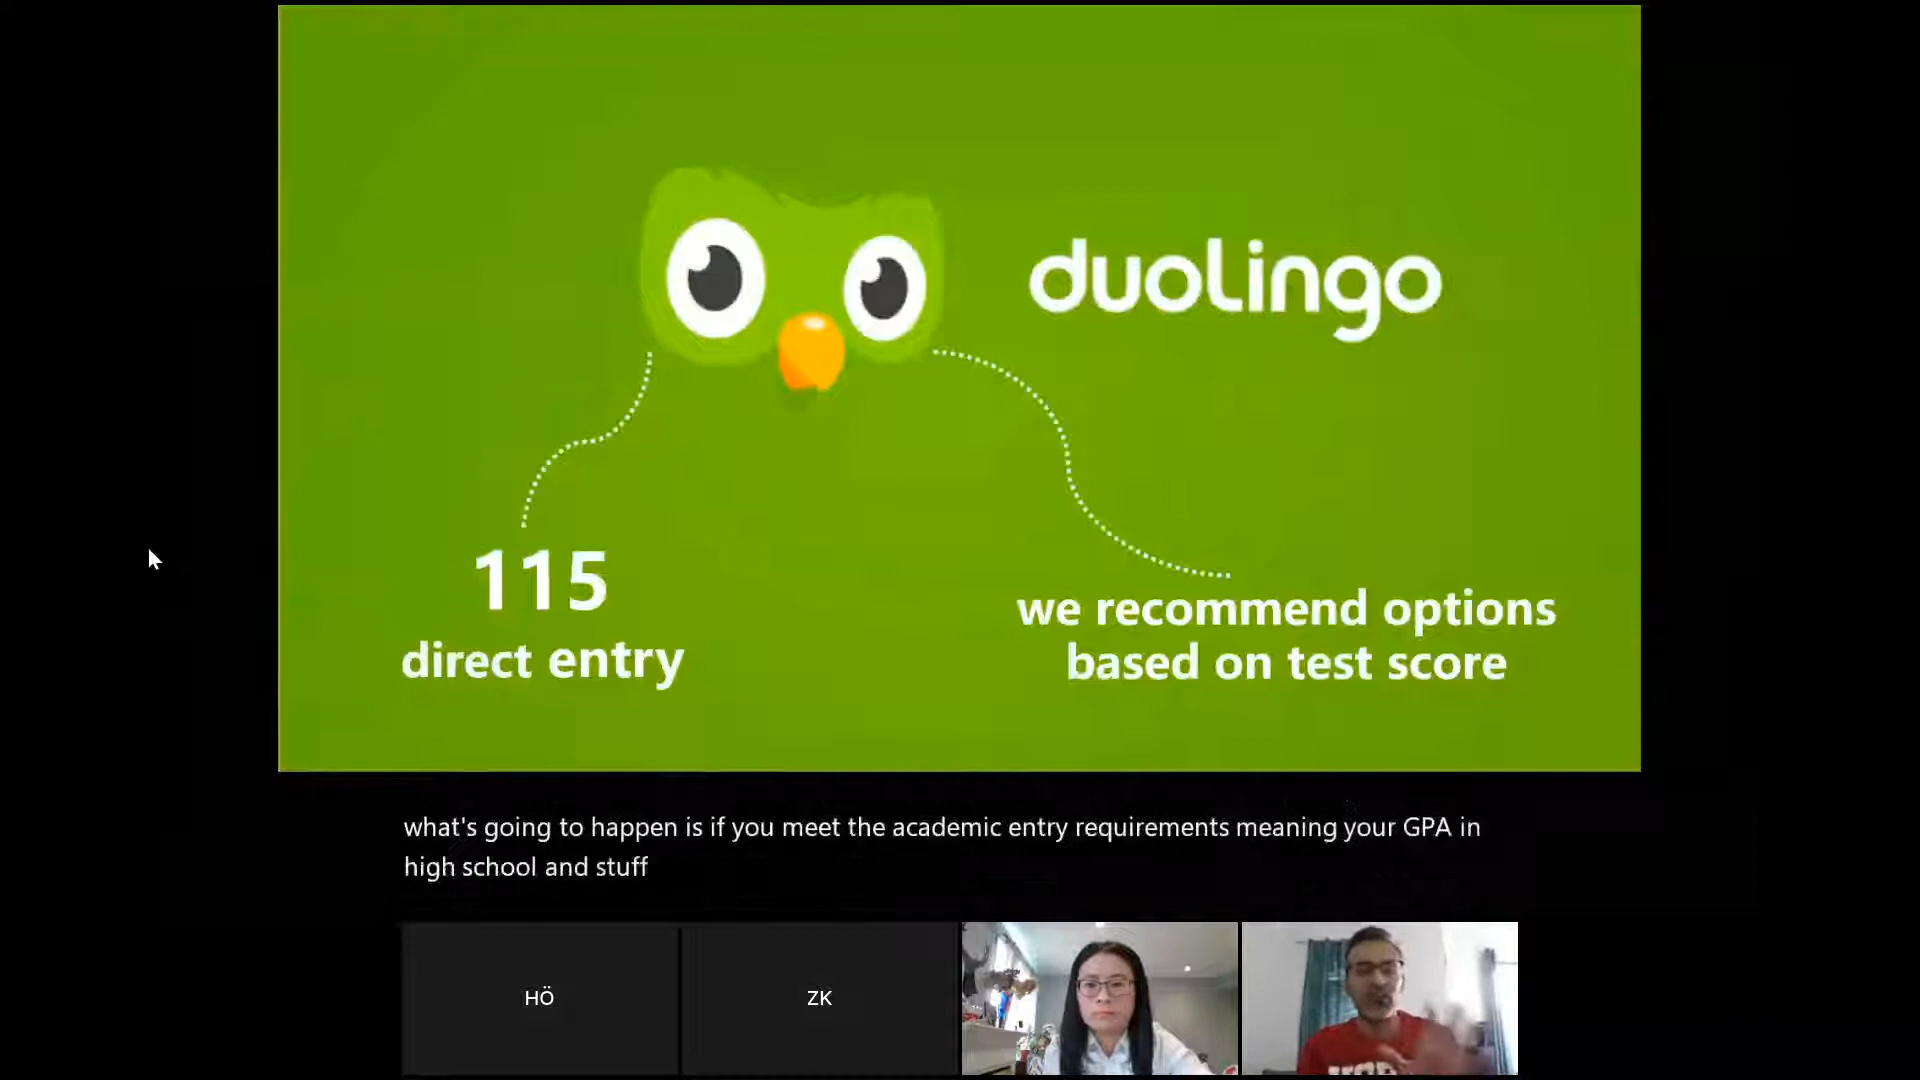 duolingo
115
direct entry
we recommend options
based on test score
what's going to happen is if you meet the academic entry requirements meaning your GPA in
high school and stuff
HÖ
ZK